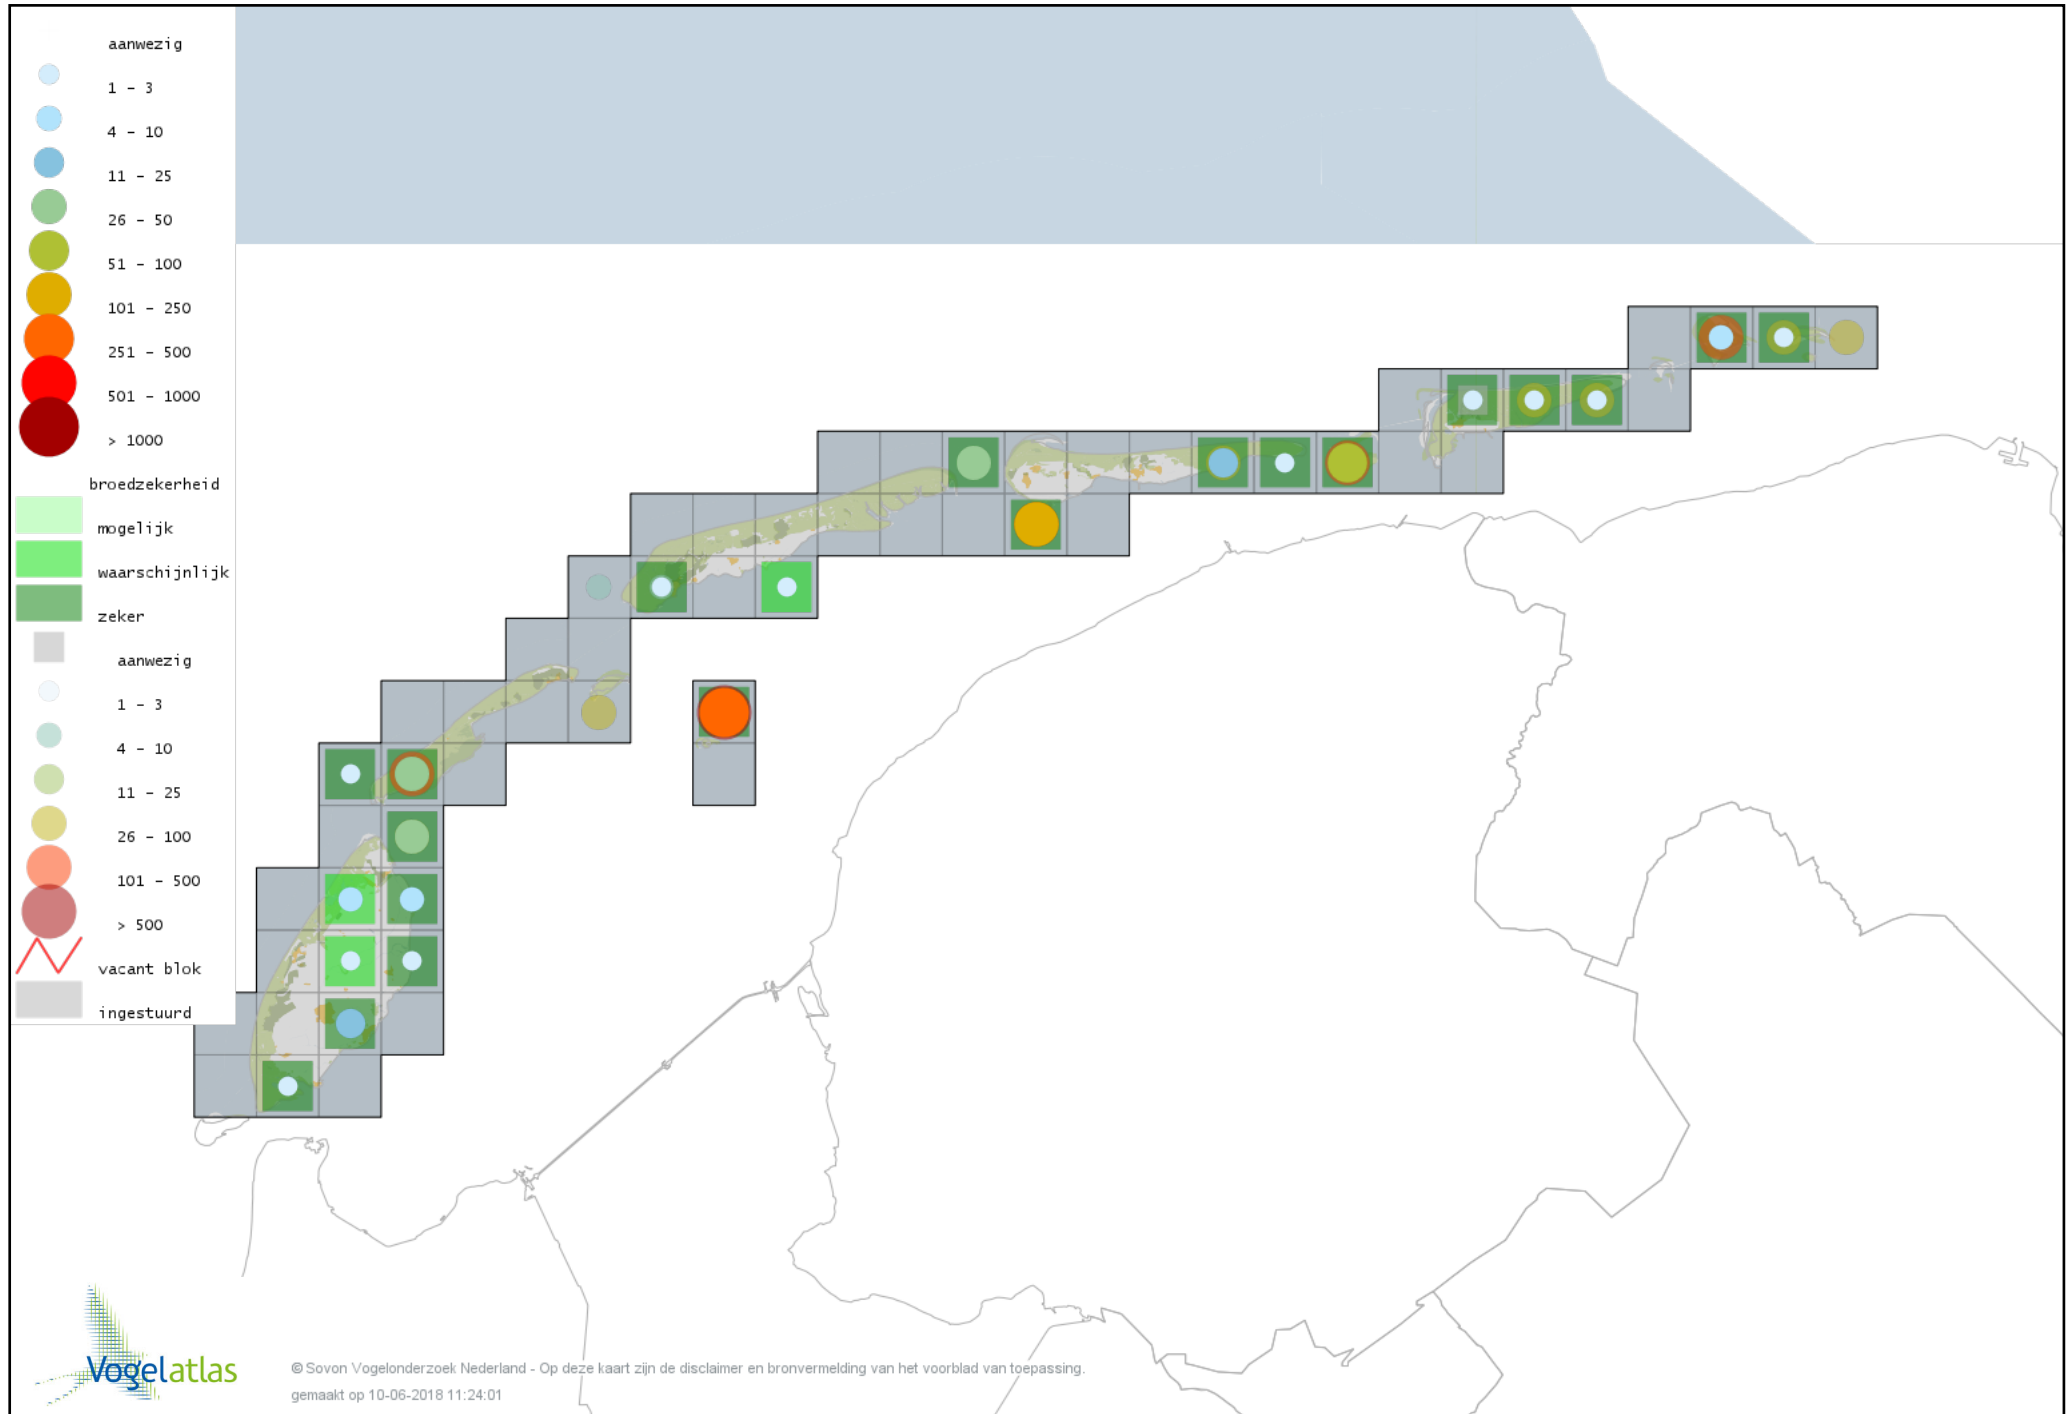 aanwezig
1 - 3
4 - 10
11 - 25
26 - 50
51 - 100
101 - 250
251 - 500
501 - 1000
> 1000
broedzekerheid
mogelijk
waarschijnlijk
zeker
aanwezig
1 - 3
4 - 10
11 - 25
26 - 100
101 - 500
> 500
vacant blok
ingestuurd
Vogelatlas
© Sovon Vogelonderzoek Nederland - Op deze kaart zijn de disclaimer en bronvermelding van het voorblad van toepassing.
gemaakt op 10-06-2018 11:24:01